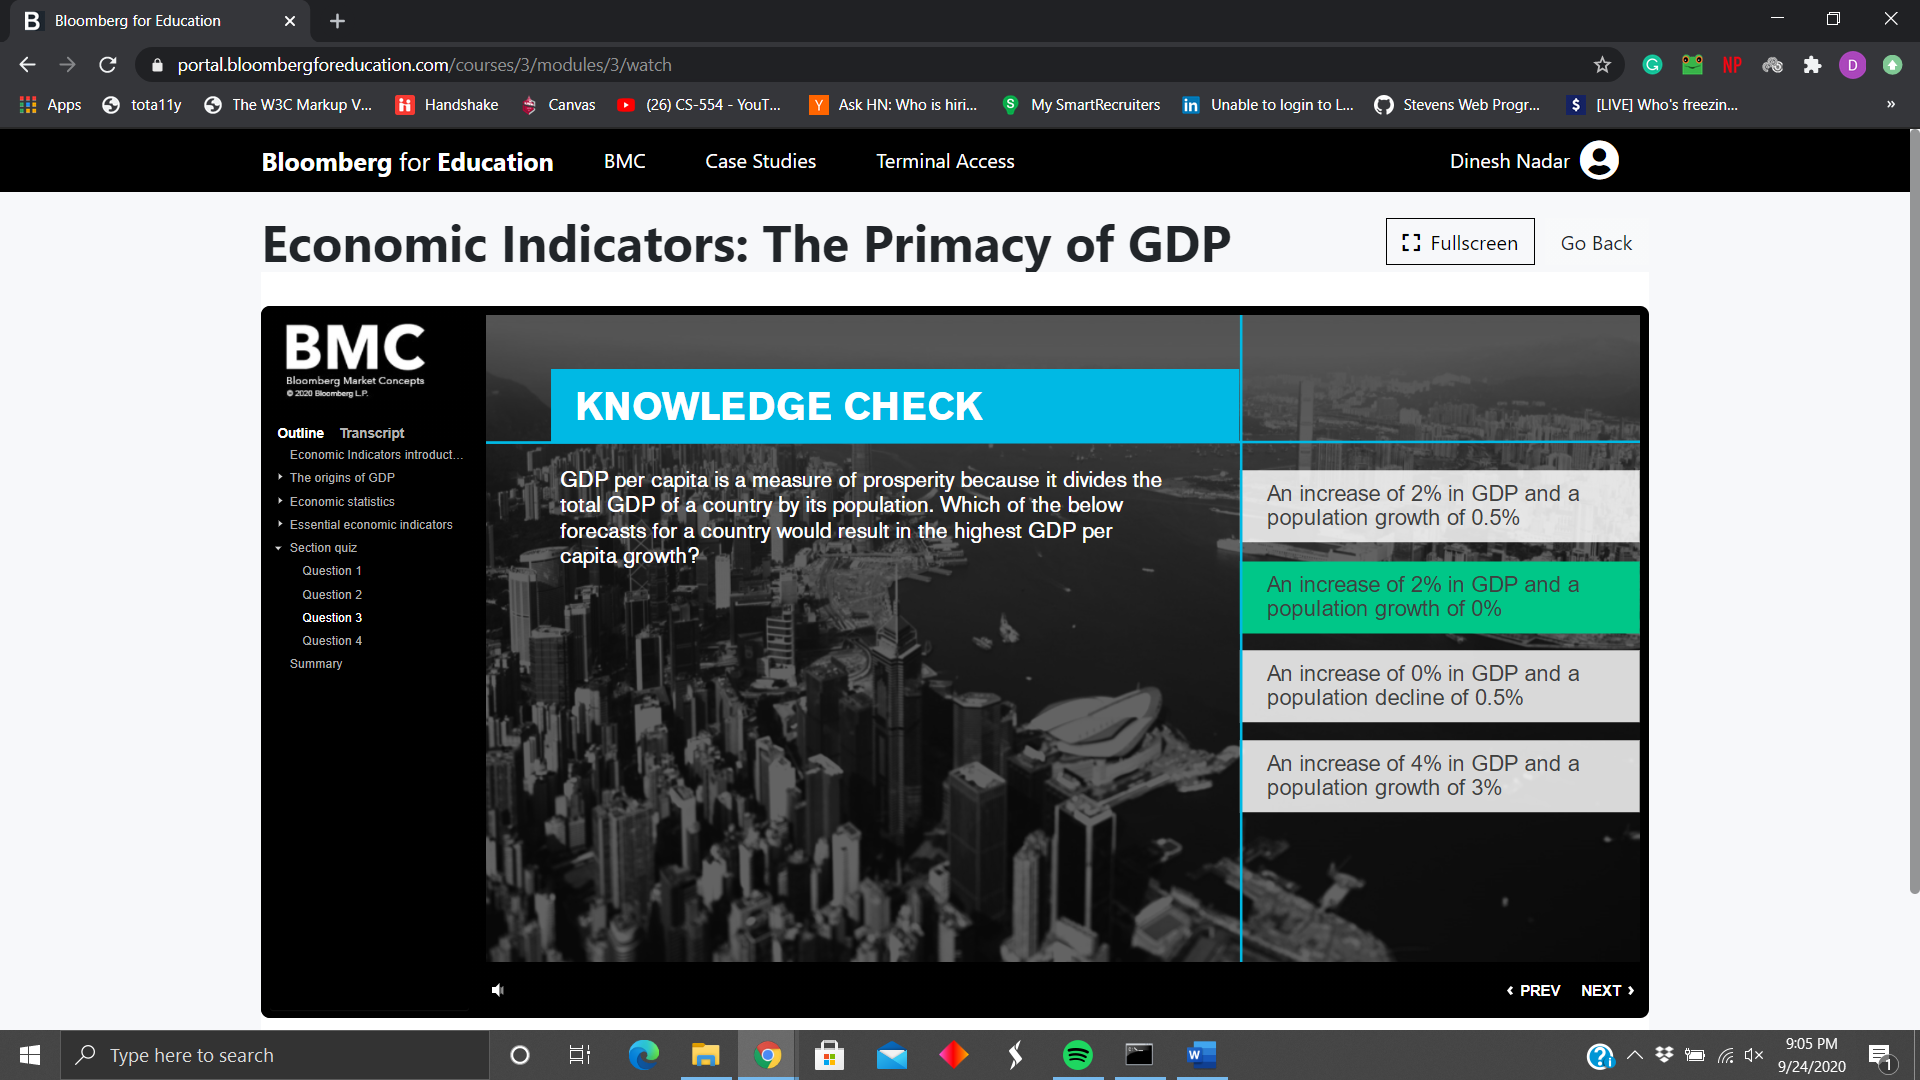 Bloomberg for Education
portal.bloombergforeducation.com/courses/3/modules/3/watch
Apps
tota11y
The W3C Markup V...
Handshake
Canvas
(26) CS-554 - YouT...
Ask HN: Who is hiri...
My SmartRecruiters
Unable to login to L...
Stevens Web Progr...
[LIVE] Who's freezin...
»
Bloomberg for Education
BMC
Case Studies
Terminal Access
Dinesh Nadar
Economic Indicators: The Primacy of GDP
Fullscreen
Go Back
BMC
Bloomberg Market Concepts
© 2020 Bloomberg L.P.
Outline
Transcript
Economic Indicators introduct...
The origins of GDP
Economic statistics
Essential economic indicators
Section quiz
Question 1
Question 2
Question 3
Question 4
Summary
KNOWLEDGE CHECK
GDP per capita is a measure of prosperity because it divides the
total GDP of a country by its population. Which of the below
forecasts for a country would result in the highest GDP per
capita growth?
An increase of 2% in GDP and a
population growth of 0.5%
An increase of 2% in GDP and a
population growth of 0%
An increase of 0% in GDP and a
population decline of 0.5%
An increase of 4% in GDP and a
population growth of 3%
PREV
NEXT
Type here to search
9:05 PM
9/24/2020
1